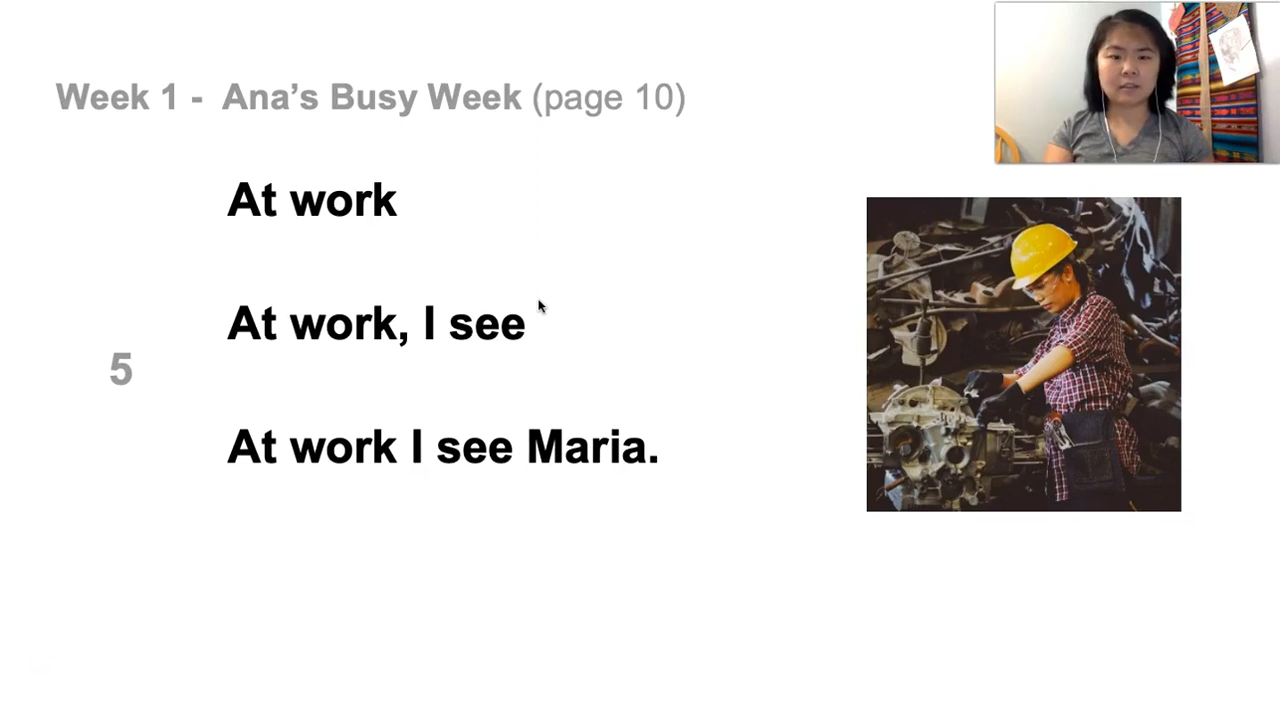 Week 1 - Ana's Busy Week (page 10)
At work
At work, I see
5
At work I see Maria.